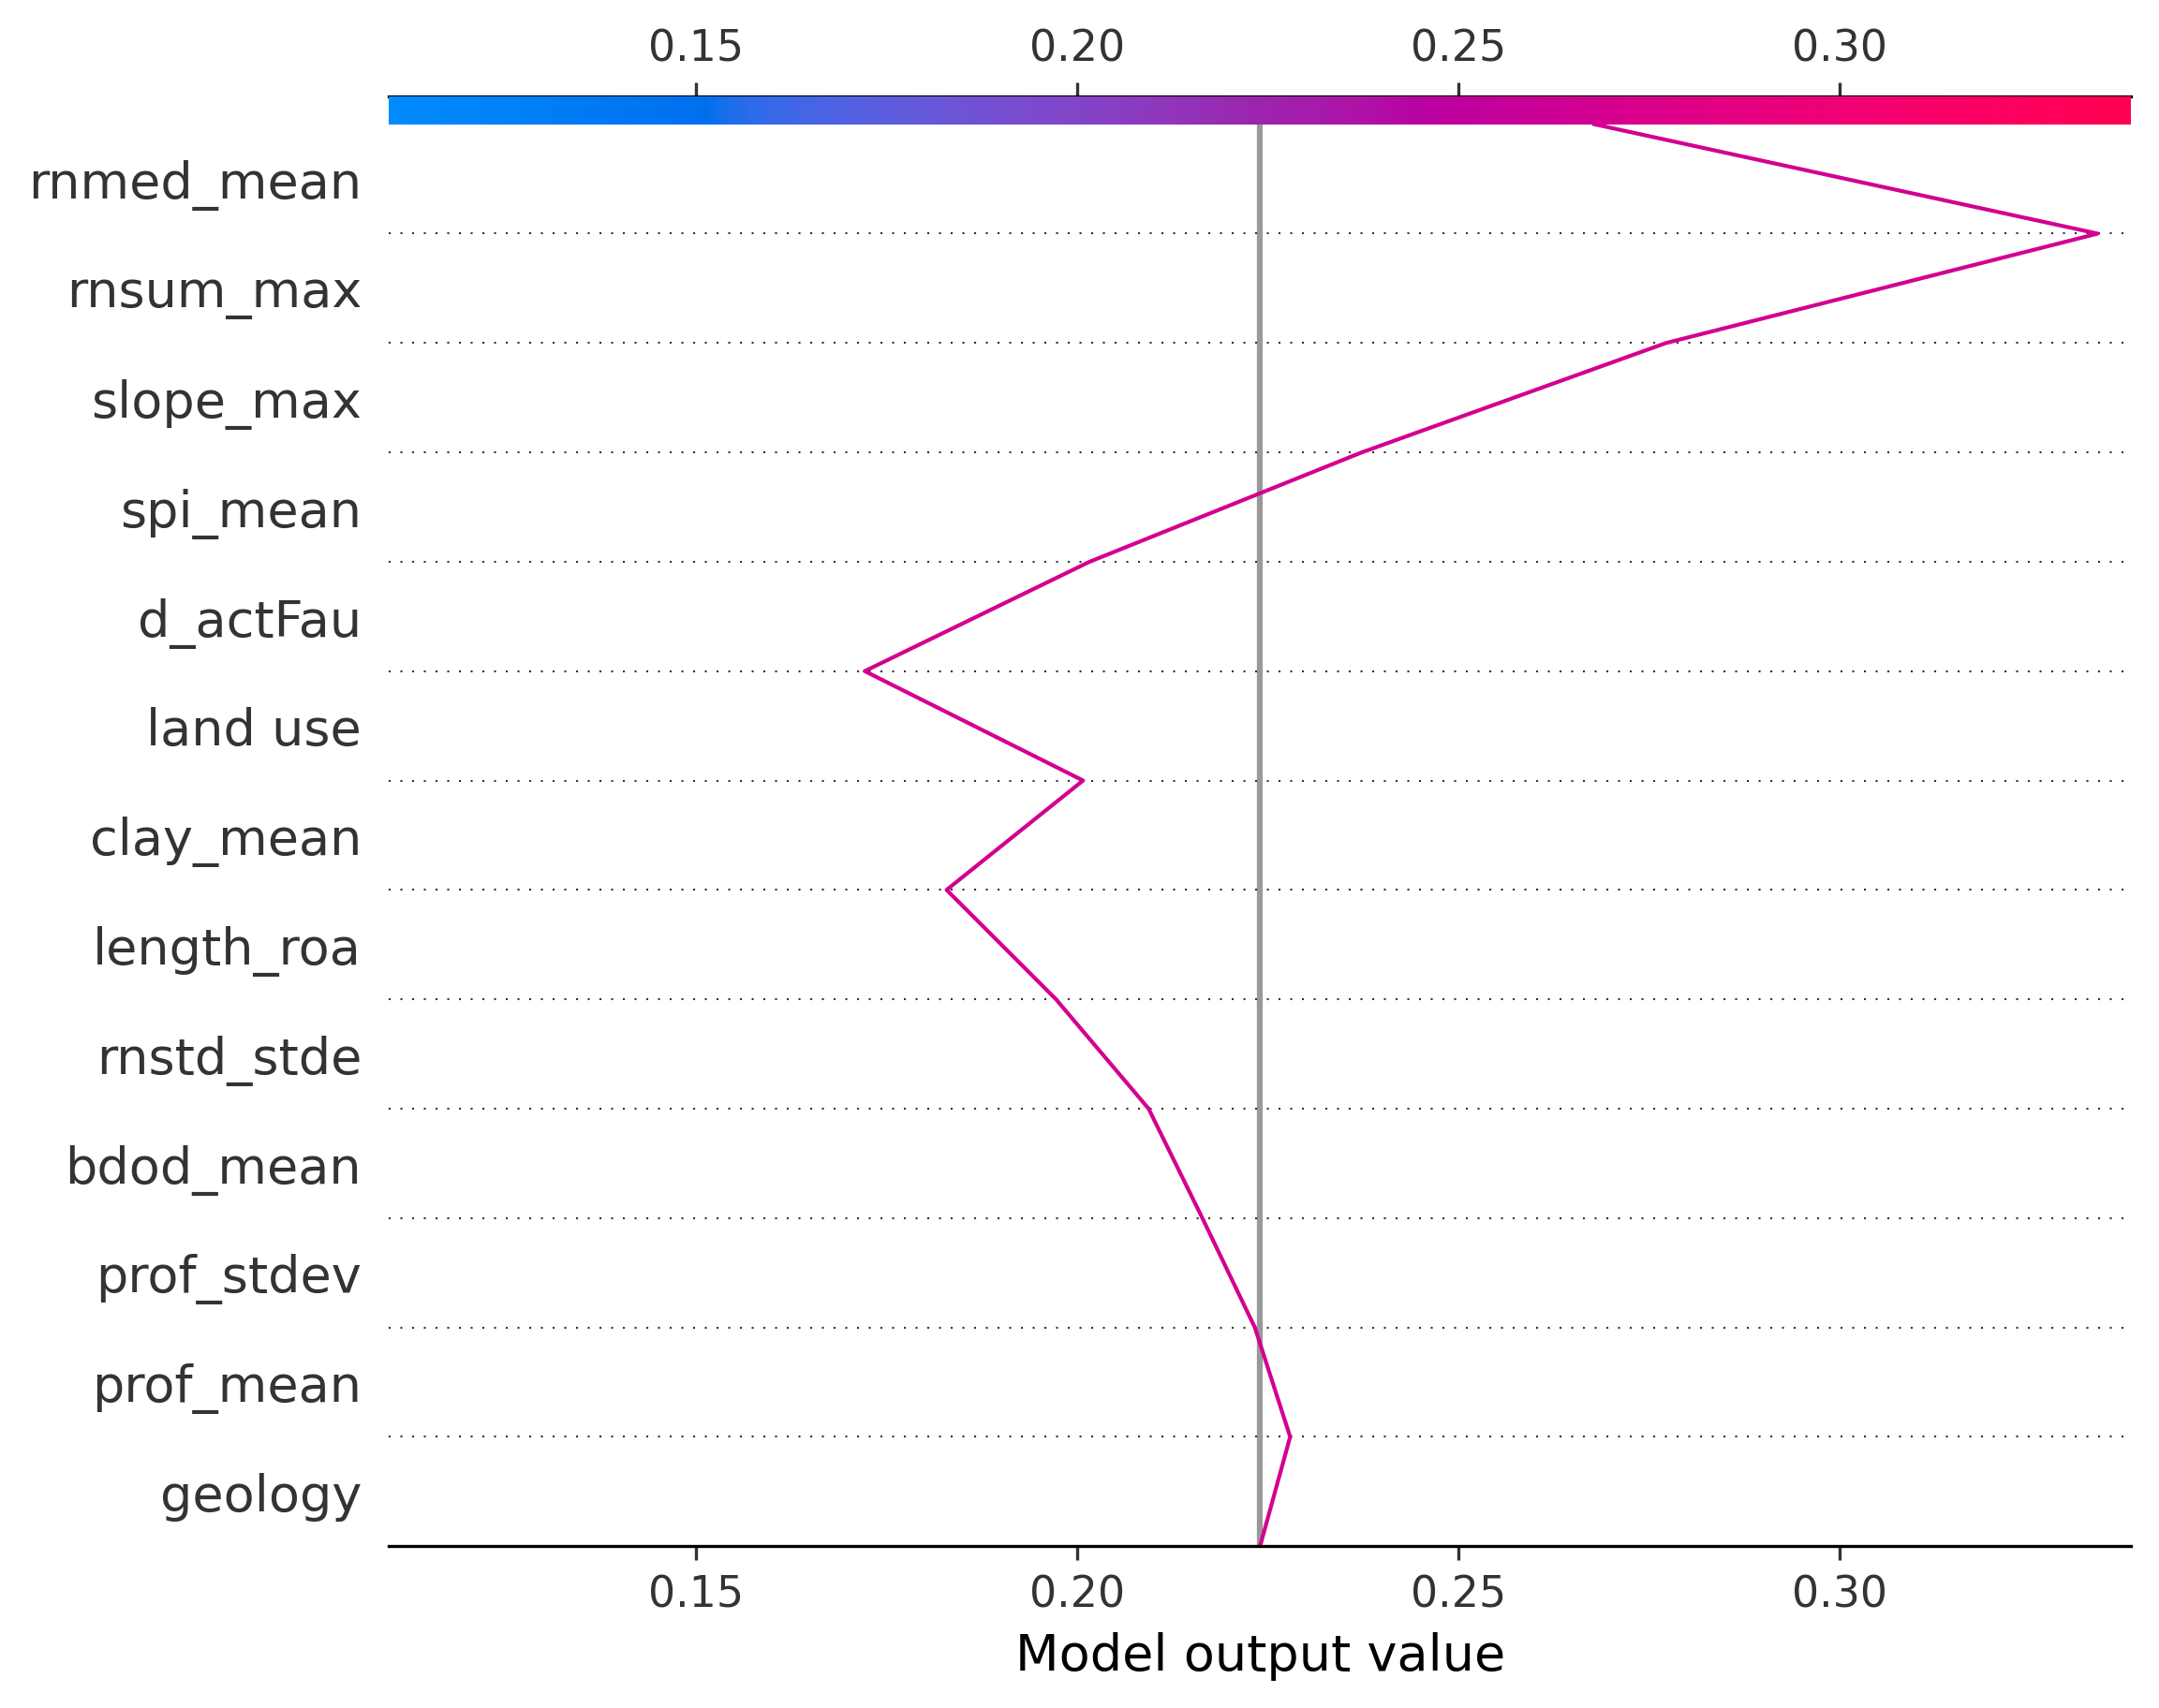 0.15 0.20 0.25 0.30
rnmed_mean
rnsum_max
slope_max
spi_mean
d_actFau
land use
clay_mean
length_roa
rnstd_stde
bdod_mean
prof_stdev
prof_mean
geology
0.15 0.20 0.25 0.30
Model output value